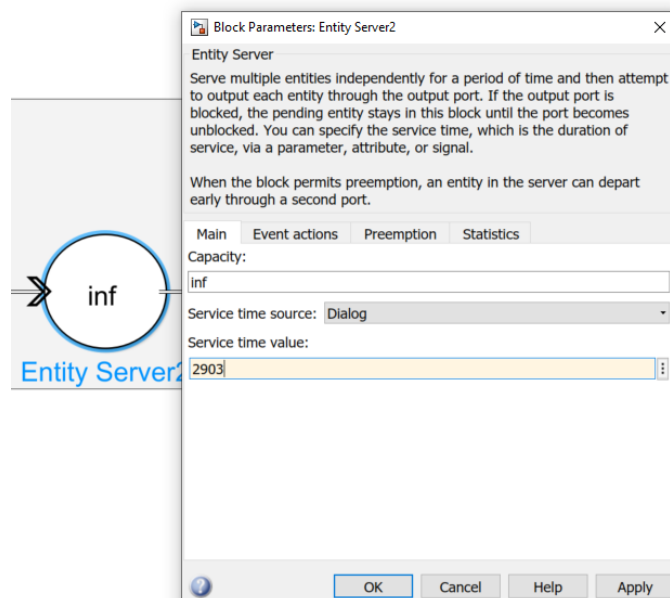 Block Parameters: Entity Server2
Entity Server
Serve multiple entities independently for a period of time and then attempt
to output each entity through the output port. If the output port is
blocked, the pending entity stays in this block until the port becomes
unblocked. You can specify the service time, which is the duration of
service, via a parameter, attribute, or signal.
When the block permits preemption, an entity in the server can depart
early through a second port.
Main Event actions Preemption Statistics
Capacity:
inf
Service time source: Dialog
Service time value:
2903
OK Cancel Help Apply
inf
Entity Server2